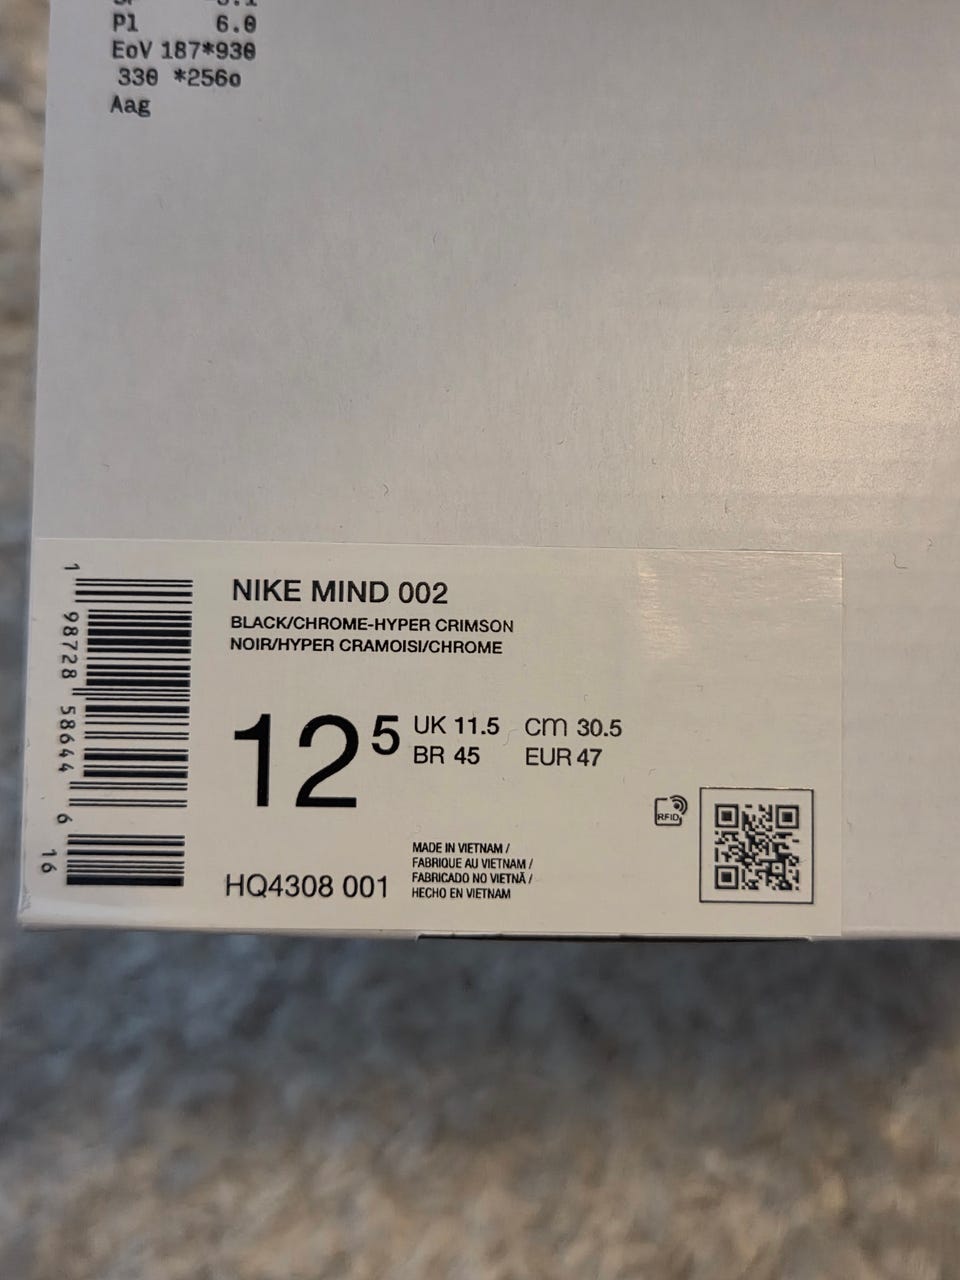 P1 6.0
EoV 187*930
330 *256o
Aag
NIKE MIND 002
BLACK/CHROME-HYPER CRIMSON
NOIR/HYPER CRAMOISI/CHROME
12 5
UK 11.5 CM 30.5
BR 45 EUR 47
RFID
MADE IN VIETNAM /
FABRIQUE AU VIETNAM /
FABRICADO NO VIETNÃ /
HECHO EN VIETNAM
HQ4308 001
1 98728 58644 6 16